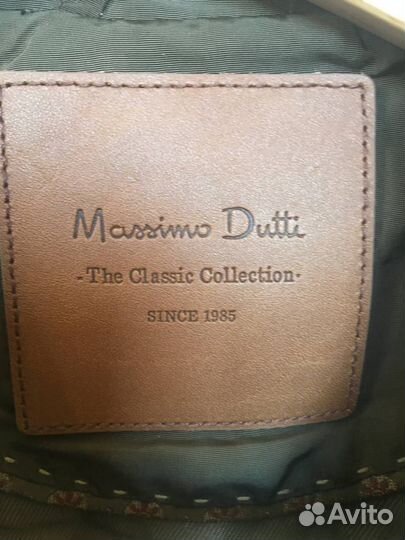 Massimo Dutti
-The Classic Collection-
SINCE 1985
Avito